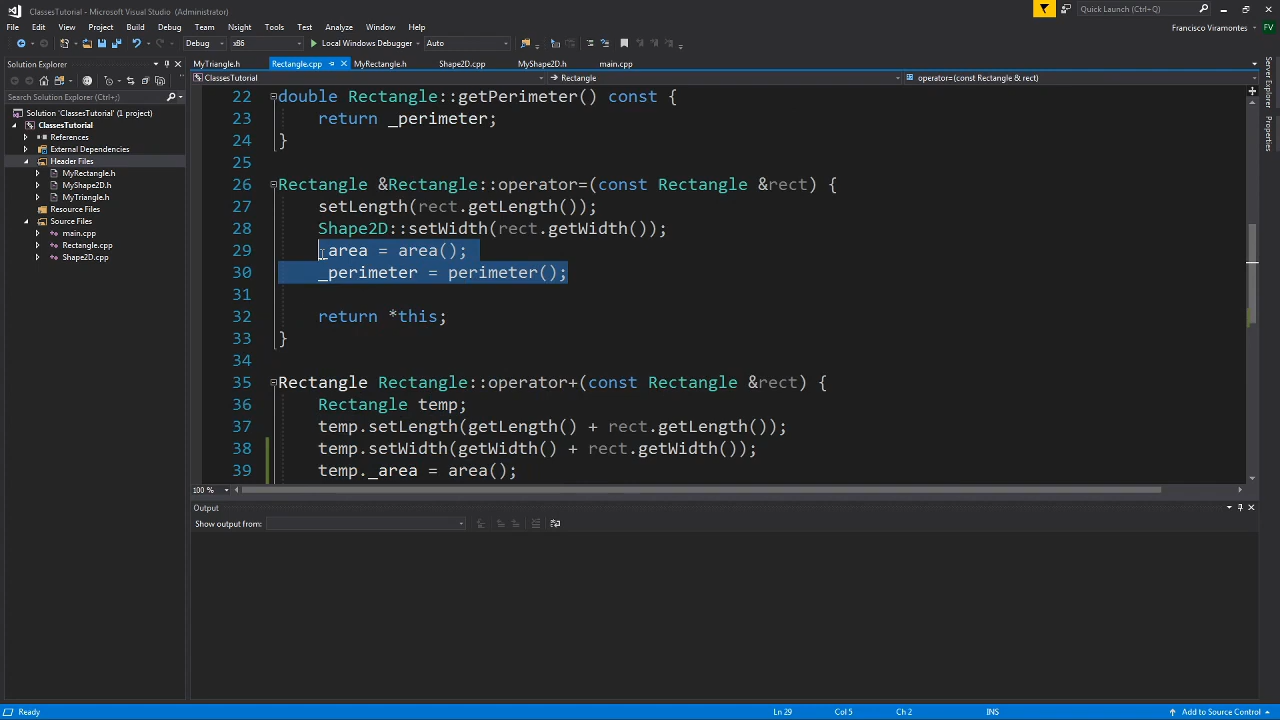 ClassesTutorial - Microsoft Visual Studio (Administrator)
Quick Launch (Ctrl+Q)
File Edit View Project Build Debug Team Nsight Tools Test Analyze Window Help
Francisco Viramontes FV
Debug x86 Local Windows Debugger Auto
Solution Explorer
MyTriangle.h Rectangle.cpp MyRectangle.h Shape2D.cpp MyShape2D.h main.cpp
ClassesTutorial Rectangle operator=(const Rectangle & rect)
Search Solution Explorer (Ctrl+;)
Solution 'ClassesTutorial' (1 project)
ClassesTutorial
References
External Dependencies
Header Files
MyRectangle.h
MyShape2D.h
MyTriangle.h
Resource Files
Source Files
main.cpp
Rectangle.cpp
Shape2D.cpp
22 double Rectangle::getPerimeter() const {
23 return _perimeter;
24 }
25
26 Rectangle &Rectangle::operator=(const Rectangle &rect) {
27 setLength(rect.getLength());
28 Shape2D::setWidth(rect.getWidth());
29 _area = area();
30 _perimeter = perimeter();
31
32 return *this;
33 }
34
35 Rectangle Rectangle::operator+(const Rectangle &rect) {
36 Rectangle temp;
37 temp.setLength(getLength() + rect.getLength());
38 temp.setWidth(getWidth() + rect.getWidth());
39 temp._area = area();
100 %
Output
Show output from:
Server Explorer
Properties
Ready Ln 29 Col 5 Ch 2 INS Add to Source Control